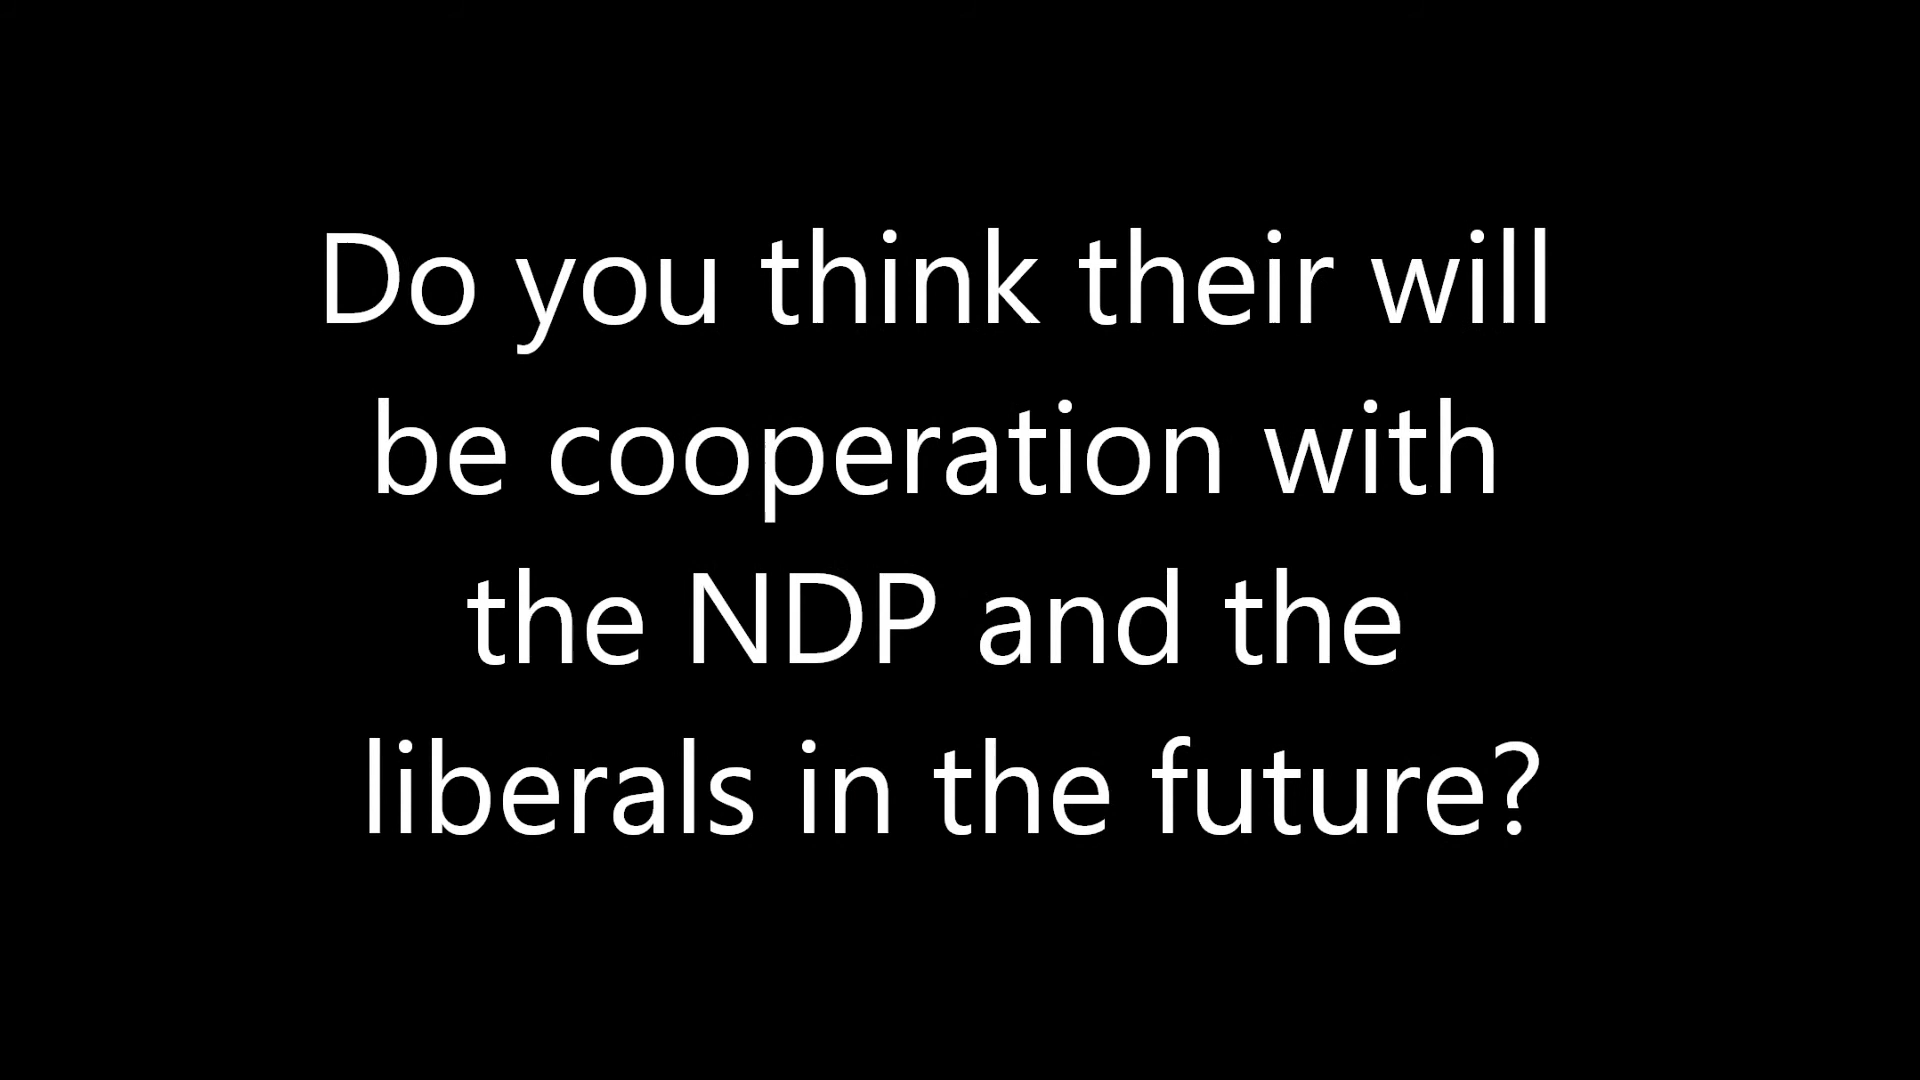 Do you think their will
be cooperation with
the NDP and the
liberals in the future?